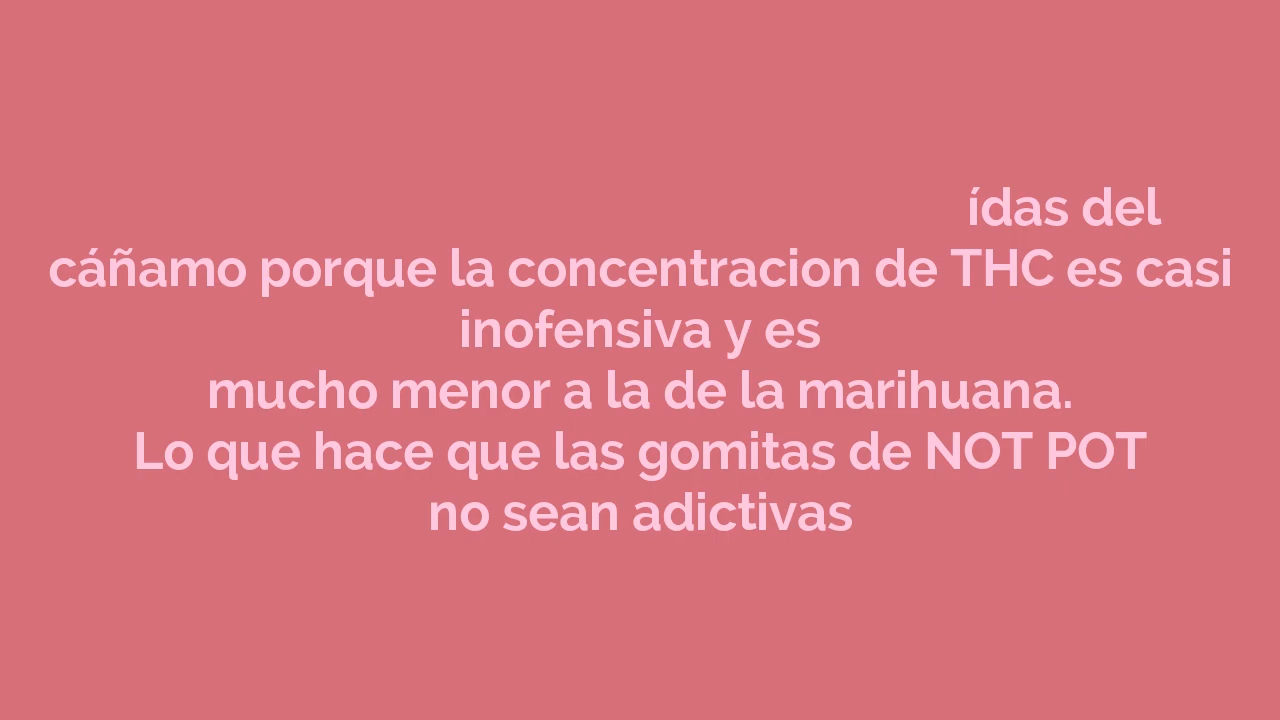 ídas del
cáñamo porque la concentracion de THC es casi
inofensiva y es
mucho menor a la de la marihuana.
Lo que hace que las gomitas de NOT POT
no sean adictivas